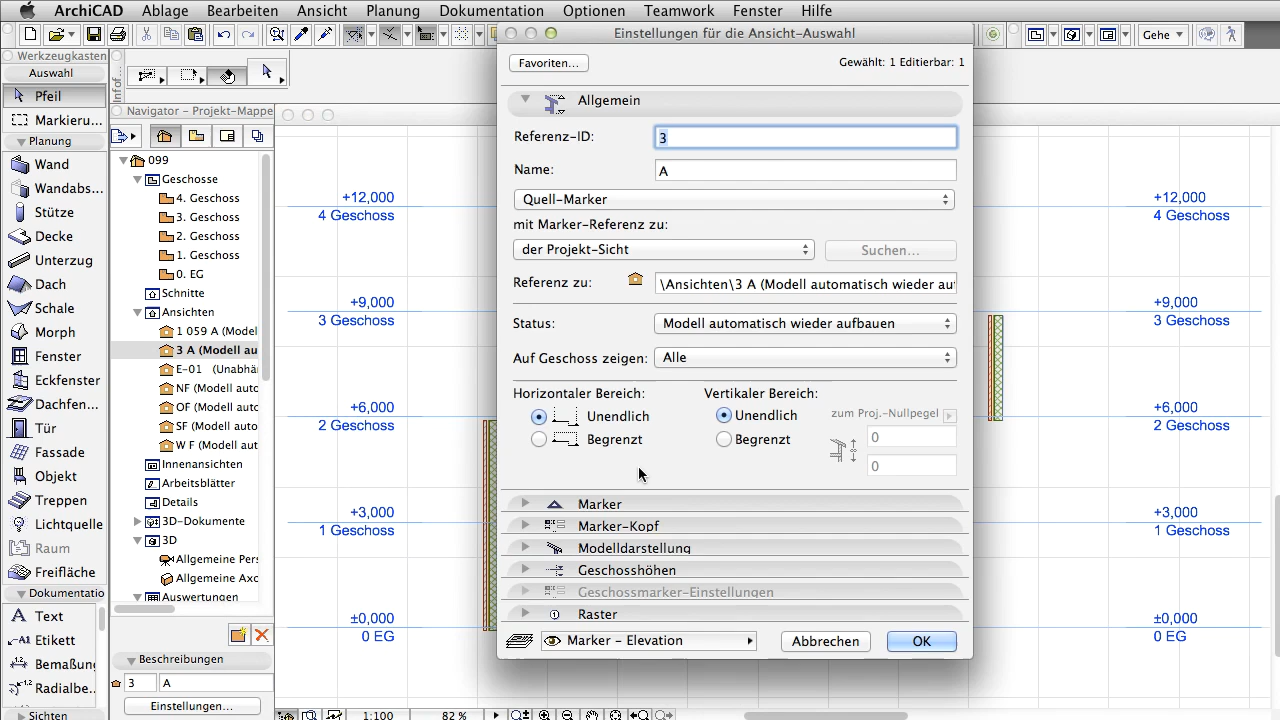 ArchiCAD Ablage Bearbeiten Ansicht Planung Dokumentation Optionen Teamwork Fenster Hilfe
Gehe
Werkzeugkasten
Auswahl
Pfeil
Markieru...
Planung
Wand
Wandabs...
Stütze
Decke
Unterzug
Dach
Schale
Morph
Fenster
Eckfenster
Dachfen...
Tür
Fassade
Objekt
Treppen
Lichtquelle
Raum
Freifläche
Dokumentatio
Text
Etikett
Bemaßung
Radialbe..
Sichten
Infof...
Navigator - Projekt-Mappe
099
Geschosse
4. Geschoss
3. Geschoss
2. Geschoss
1. Geschoss
0. EG
Schnitte
Ansichten
1 059 A (Model
3 A (Modell au
E-01 (Unabhä
NF (Modell auto
OF (Modell auto
SF (Modell auto
W F (Modell auto
Innenansichten
Arbeitsblätter
Details
3D-Dokumente
3D
Allgemeine Pers
Allgemeine Axo
Auswertungen
Beschreibungen
3 A
Einstellungen...
+12,000
4 Geschoss
+9,000
3 Geschoss
+6,000
2 Geschoss
+3,000
1 Geschoss
±0,000
0 EG
1:100 82 %
Einstellungen für die Ansicht-Auswahl
Favoriten... Gewählt: 1 Editierbar: 1
Allgemein
Referenz-ID: 3
Name: A
Quell-Marker
mit Marker-Referenz zu:
der Projekt-Sicht Suchen...
Referenz zu: \Ansichten\3 A (Modell automatisch wieder au
Status: Modell automatisch wieder aufbauen
Auf Geschoss zeigen: Alle
Horizontaler Bereich: Vertikaler Bereich:
Unendlich Unendlich zum Proj.-Nullpegel
Begrenzt Begrenzt 0
0
Marker
Marker-Kopf
Modelldarstellung
Geschosshöhen
Geschossmarker-Einstellungen
Raster
Marker - Elevation Abbrechen OK
+12,000
4 Geschoss
+9,000
3 Geschoss
+6,000
2 Geschoss
+3,000
1 Geschoss
±0,000
0 EG